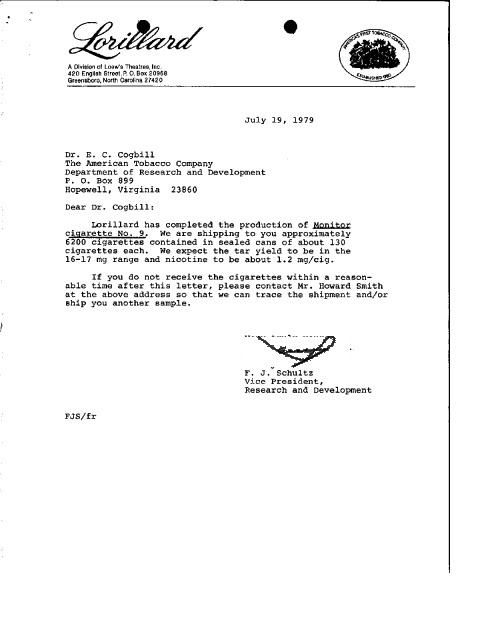 Lorillard
A Division of Loew's Theatres, Inc.
420 English Street, P. O. Box 20968
Greensboro, North Carolina 27420
AMERICA'S FIRST TOBACCO COMPANY
ESTABLISHED 1760
July 19, 1979
Dr. E. C. Cogbill
The American Tobacco Company
Department of Research and Development
P. O. Box 899
Hopewell, Virginia 23860
Dear Dr. Cogbill:
Lorillard has completed the production of Monitor
cigarette No. 9. We are shipping to you approximately
6200 cigarettes contained in sealed cans of about 130
cigarettes each. We expect the tar yield to be in the
16-17 mg range and nicotine to be about 1.2 mg/cig.
If you do not receive the cigarettes within a reason-
able time after this letter, please contact Mr. Howard Smith
at the above address so that we can trace the shipment and/or
ship you another sample.
F. J. Schultz
Vice President,
Research and Development
FJS/fr